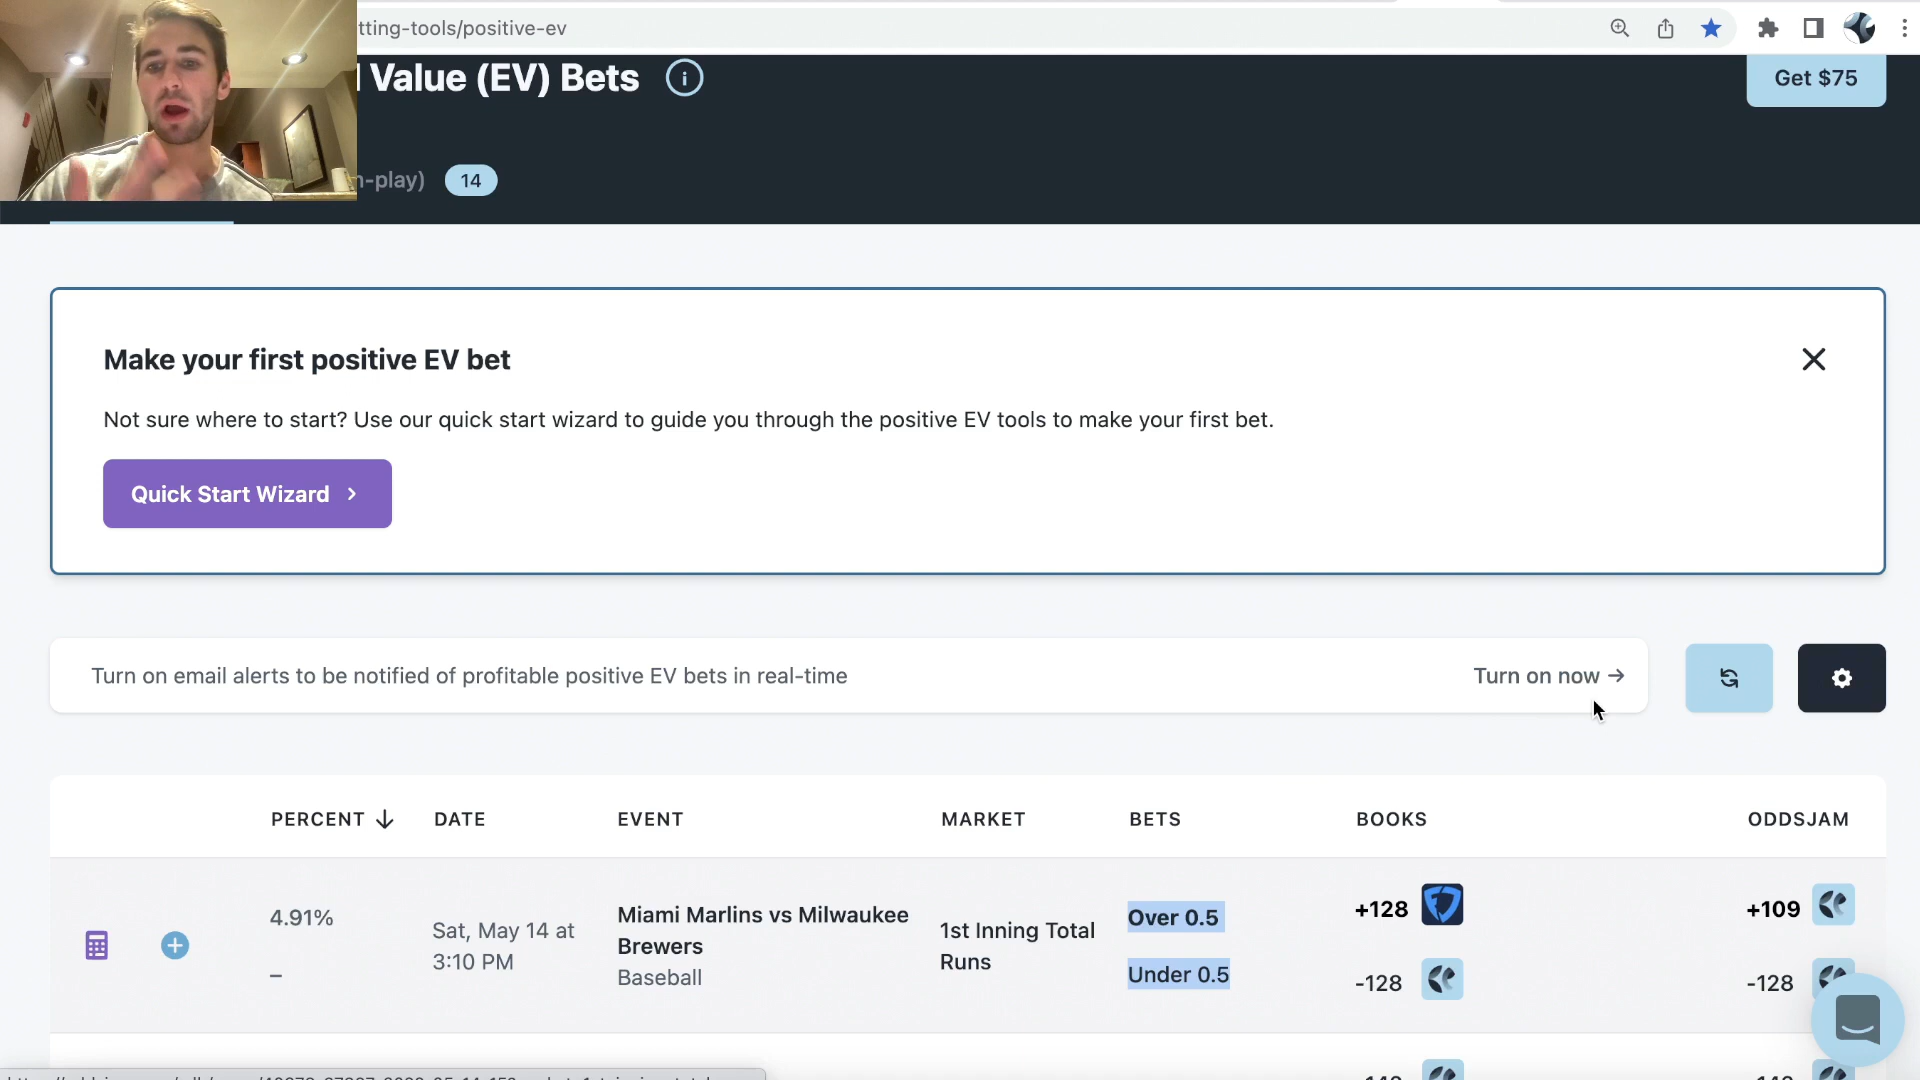 tting-tools/positive-ev
Value (EV) Bets
Get $75
-play)
14
Make your first positive EV bet
Not sure where to start? Use our quick start wizard to guide you through the positive EV tools to make your first bet.
Quick Start Wizard
Turn on email alerts to be notified of profitable positive EV bets in real-time
Turn on now →
PERCENT ↓ DATE EVENT MARKET BETS BOOKS ODDSJAM
4.91%
–
Sat, May 14 at
3:10 PM
Miami Marlins vs Milwaukee
Brewers
Baseball
1st Inning Total
Runs
Over 0.5
Under 0.5
+128
-128
+109
-128